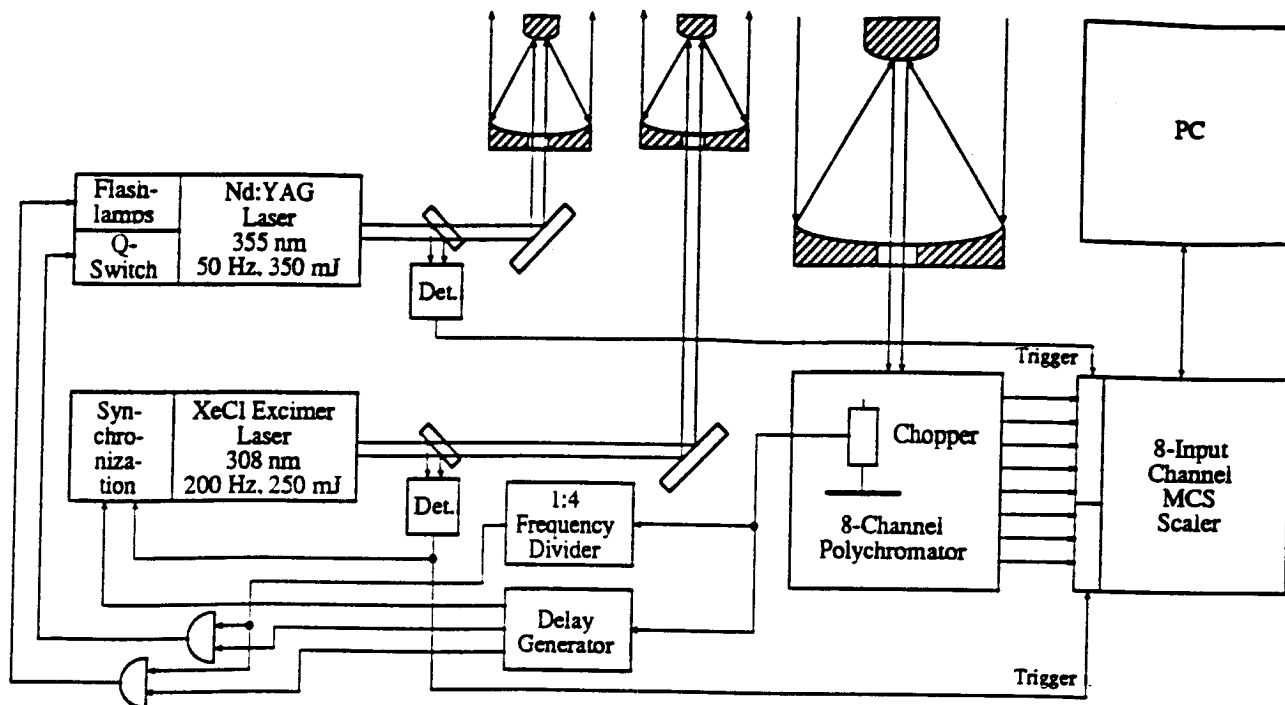 PC
Flash-
lamps
Q-
Switch
Nd:YAG
Laser
355 nm
50 Hz, 350 mJ
Det.
Trigger
Syn-
chro-
niza-
tion
XeCl Excimer
Laser
308 nm
200 Hz, 250 mJ
Det.
1:4
Frequency
Divider
Chopper
8-Channel
Polychromator
8-Input
Channel
MCS
Scaler
Delay
Generator
Trigger